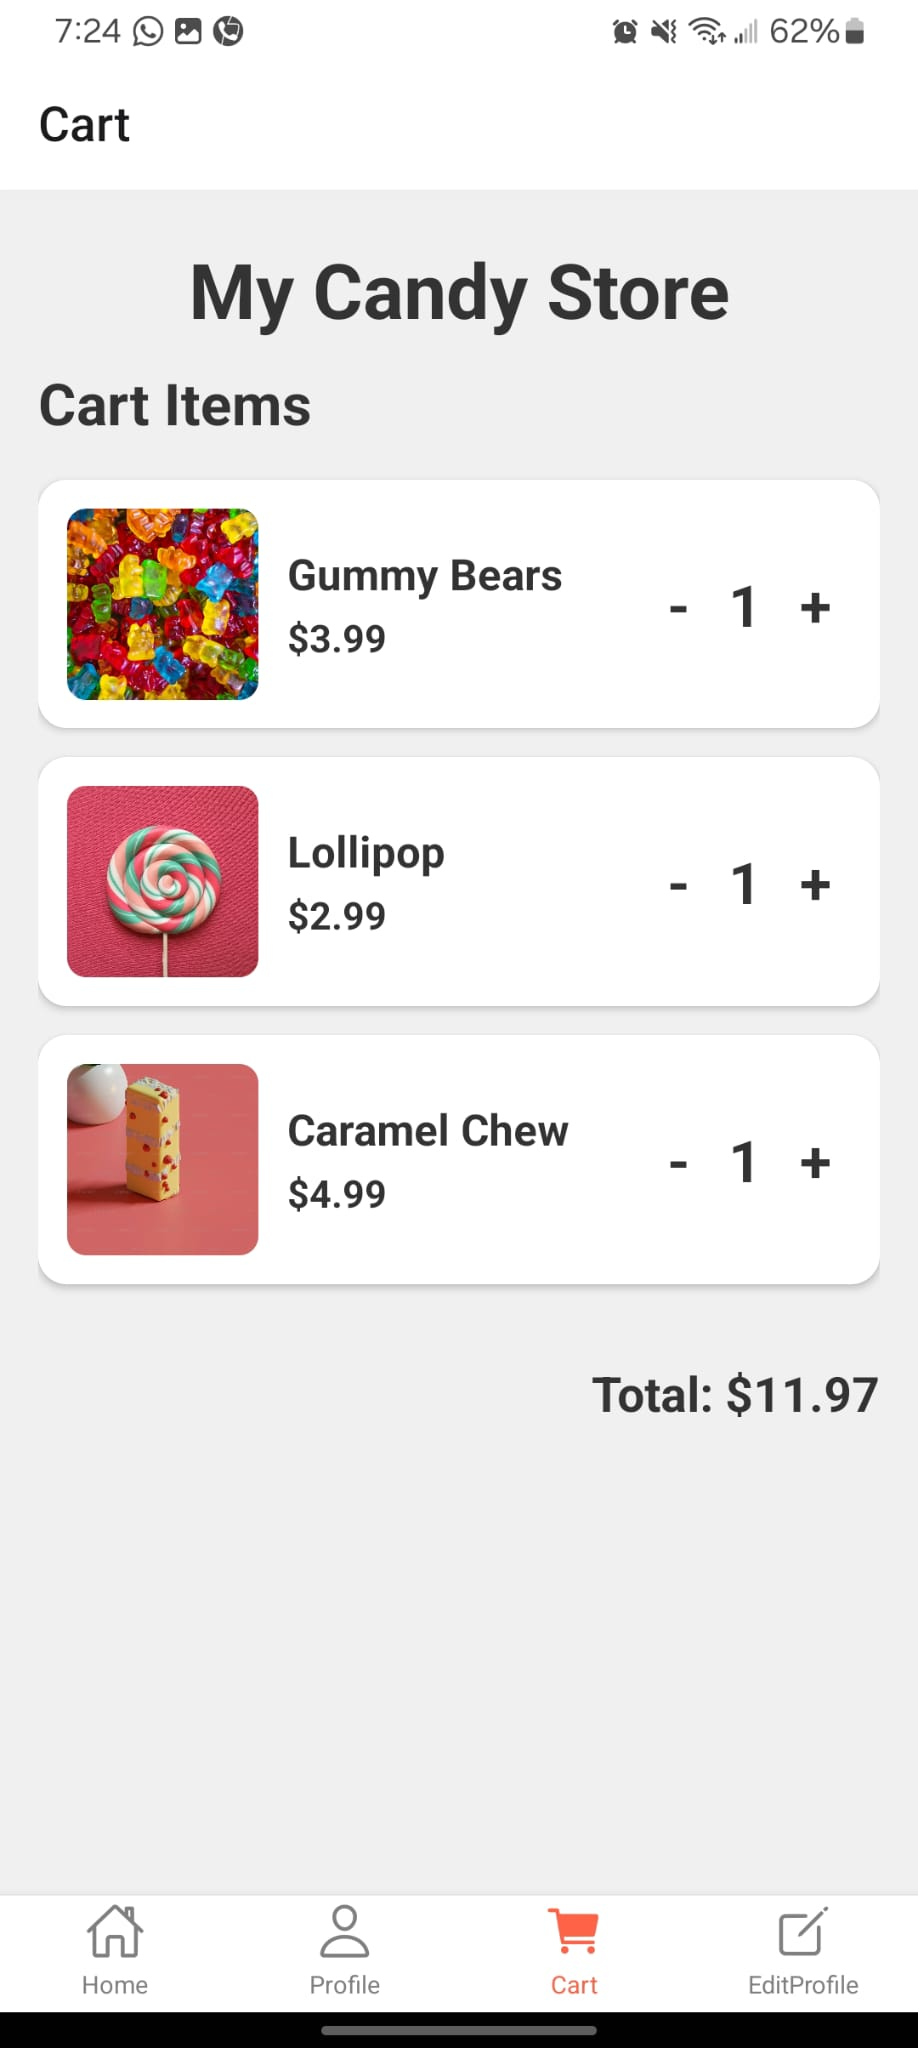 7:24 62%
Cart
My Candy Store
Cart Items
Gummy Bears
$3.99
- 1 +
Lollipop
$2.99
- 1 +
Caramel Chew
$4.99
- 1 +
Total: $11.97
Home Profile Cart EditProfile